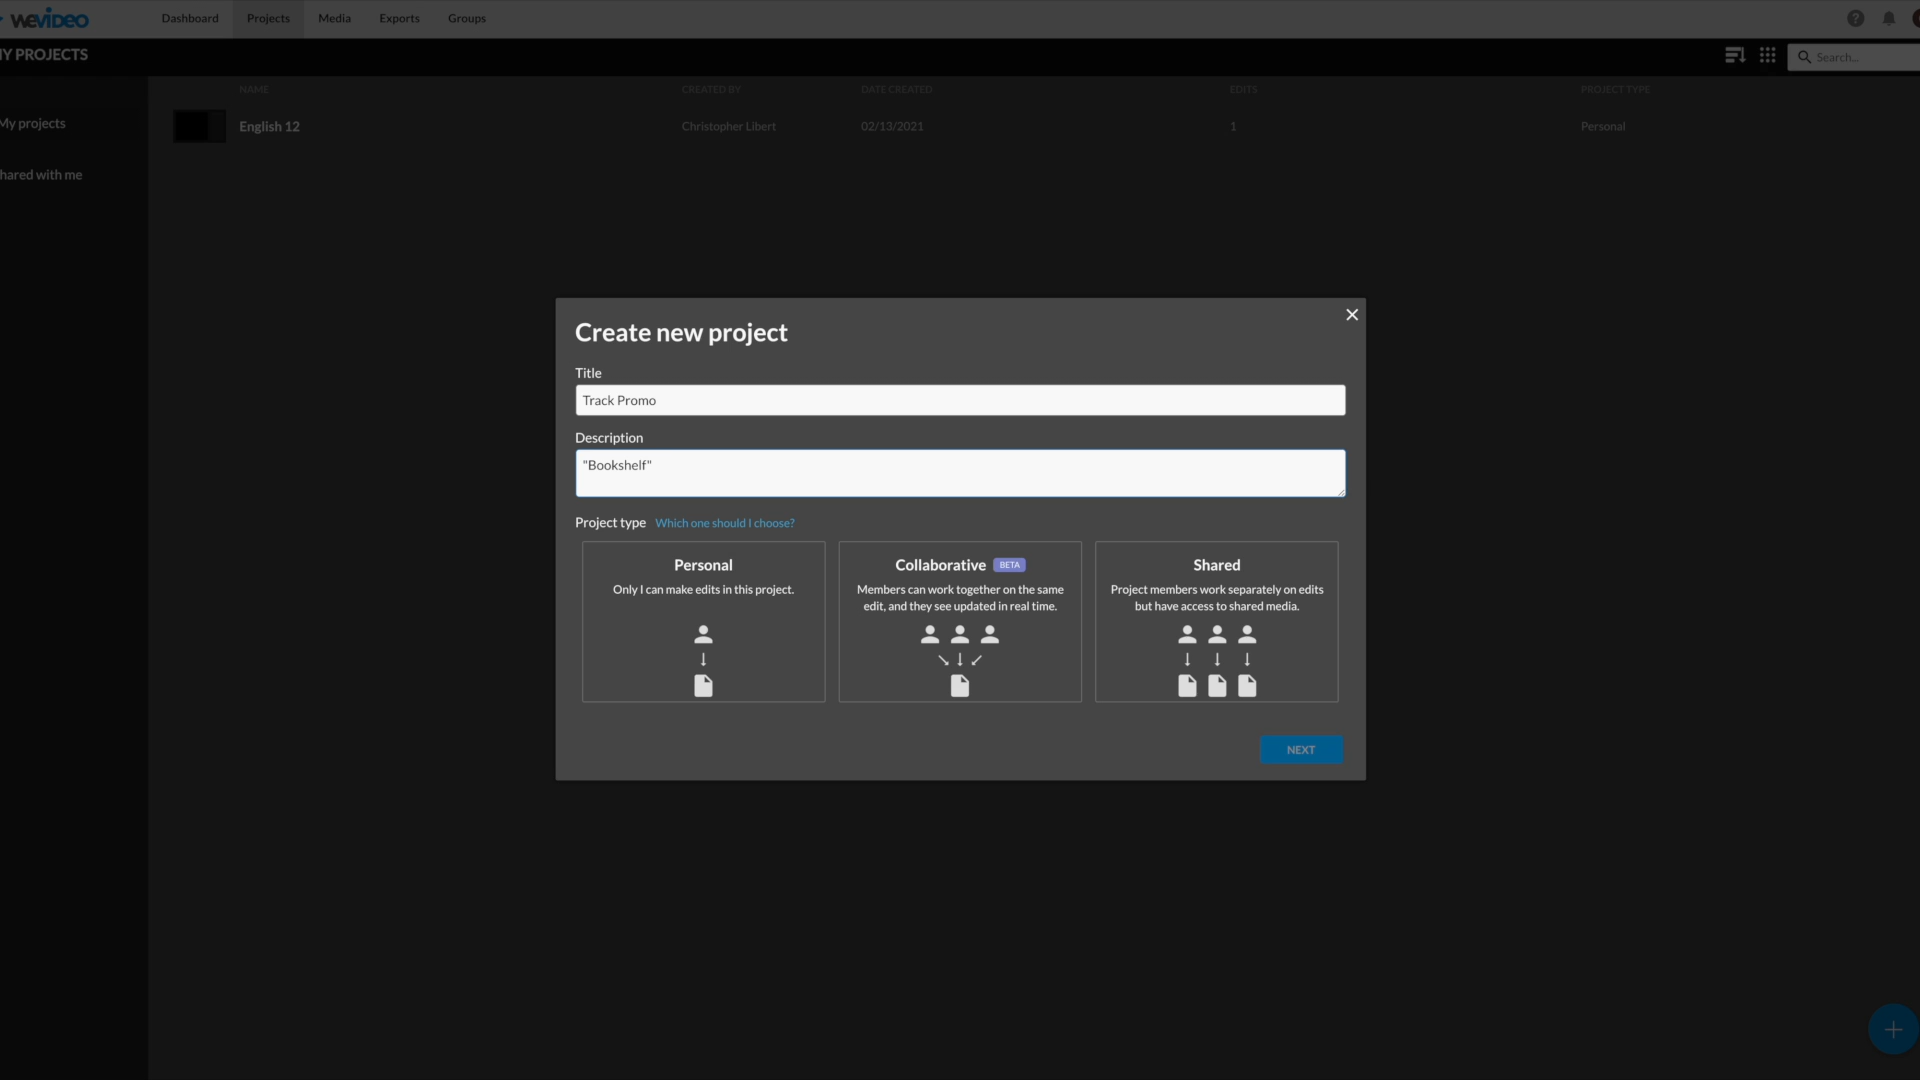 WEVIDEO
Dashboard
Projects
Media
Exports
Groups
?
Y PROJECTS
Search...
NAME
CREATED BY
DATE CREATED
EDITS
PROJECT TYPE
My projects
English 12
Christopher Libert
02/13/2021
1
Personal
hared with me
Create new project
Title
Track Promo
Description
"Bookshelf"
Project type Which one should I choose?
Personal
Only I can make edits in this project.
Collaborative BETA
Members can work together on the same
edit, and they see updated in real time.
Shared
Project members work separately on edits
but have access to shared media.
NEXT